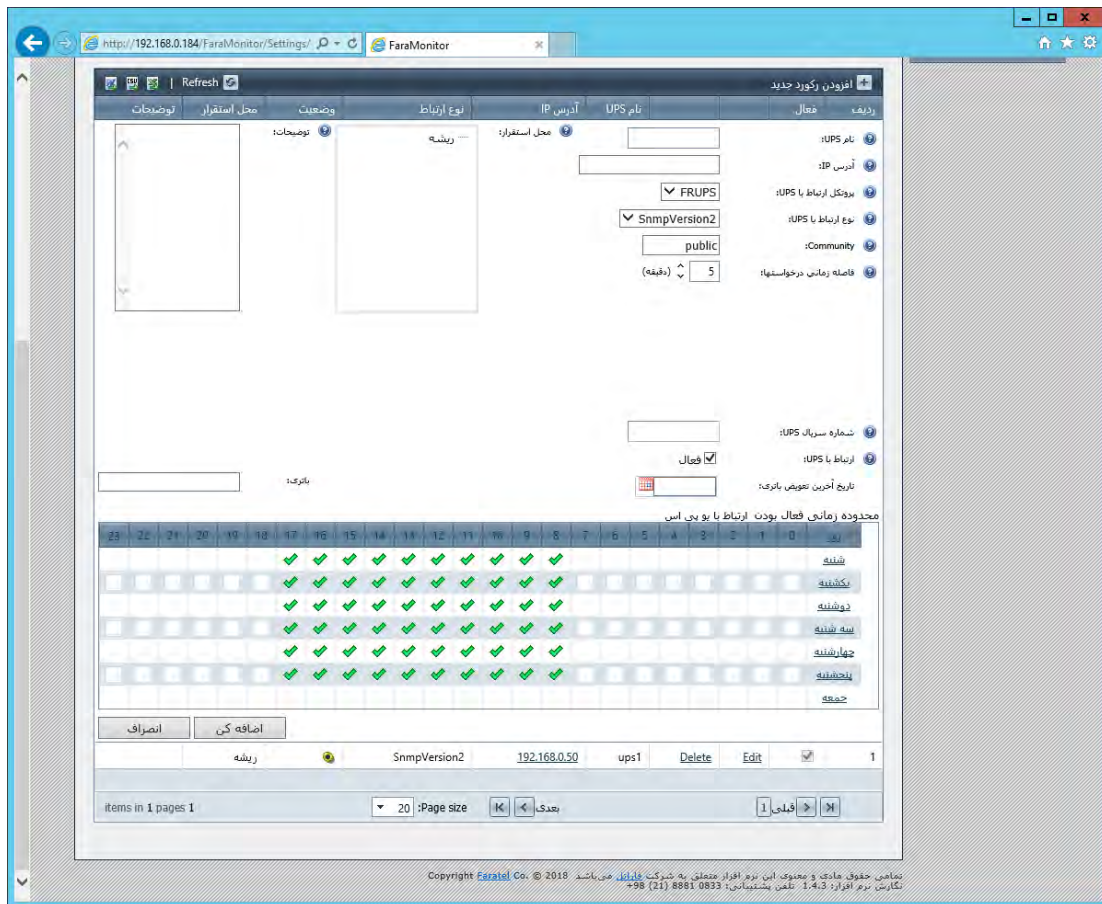 http://192.168.0.184/FaraMonitor/Settings/
FaraMonitor
افزودن رکورد جدید
Refresh
ردیف فعال نام UPS آدرس IP نوع ارتباط وضعیت محل استقرار توضیحات
نام UPS:
محل استقرار:
ریشه
توضیحات:
آدرس IP:
پروتکل ارتباط با UPS: FRUPS
نوع ارتباط با UPS: SnmpVersion2
Community: public
فاصله زمانی درخواستها: 5 (دقیقه)
شماره سریال UPS:
ارتباط با UPS: فعال
تاریخ آخرین تعویض باتری:
باتری:
محدوده زمانی فعال بودن ارتباط با یو پی اس
0 1 2 3 4 5 6 7 8 9 10 11 12 13 14 15 16 17 18 19 20 21 22 23
شنبه
یکشنبه
دوشنبه
سه شنبه
چهارشنبه
پنجشنبه
جمعه
اضافه کن انصراف
1 Edit Delete ups1 192.168.0.50 SnmpVersion2 ریشه
قبلی 1 بعدی Page size: 20 items in 1 pages 1
تمامی حقوق مادی و معنوی این نرم افزار متعلق به شرکت فاراتل می‌باشد Copyright Faratel Co. © 2018
نگارش نرم افزار: 1.4.3 تلفن پشتیبانی: 0833 8881 (21) 98+